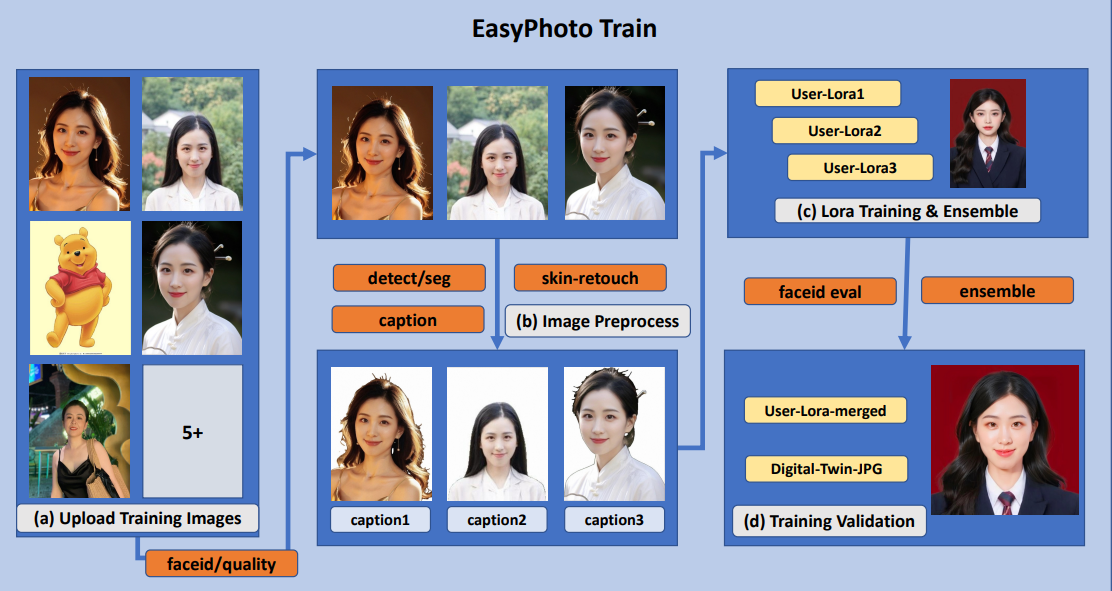 EasyPhoto Train
5+
(a) Upload Training Images
faceid/quality
detect/seg
skin-retouch
caption
(b) Image Preprocess
caption1
caption2
caption3
User-Lora1
User-Lora2
User-Lora3
(c) Lora Training & Ensemble
faceid eval
ensemble
User-Lora-merged
Digital-Twin-JPG
(d) Training Validation